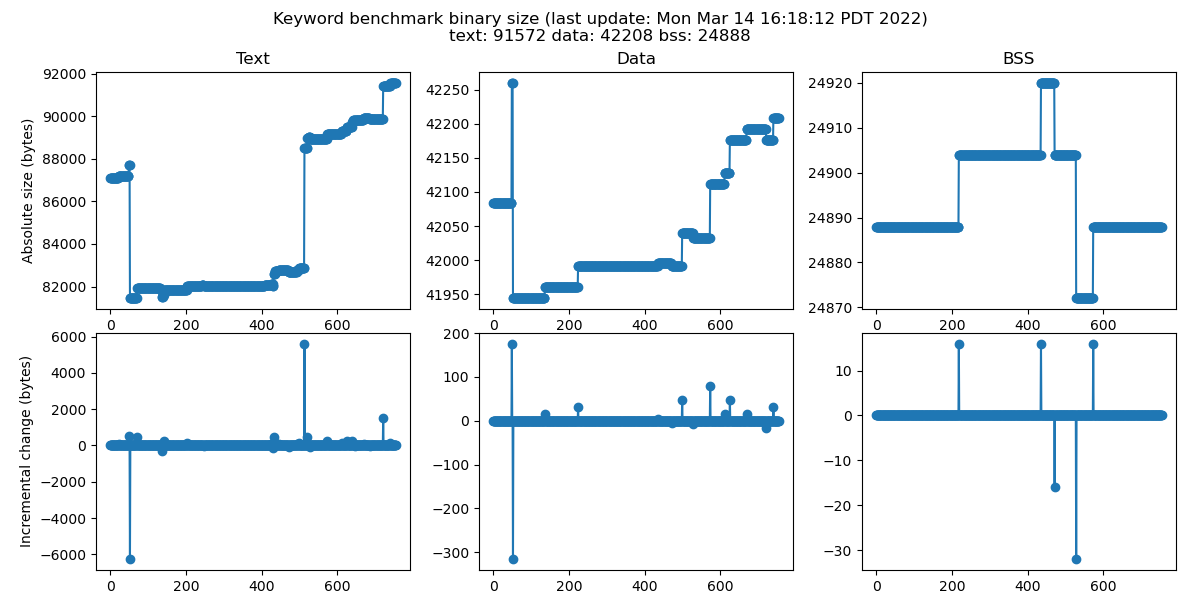 Keyword benchmark binary size (last update: Mon Mar 14 16:18:12 PDT 2022)
text: 91572 data: 42208 bss: 24888
Text
Data
BSS
Absolute size (bytes)
92000
90000
88000
86000
84000
82000
0 200 400 600
42250
42200
42150
42100
42050
42000
41950
0 200 400 600
24920
24910
24900
24890
24880
24870
0 200 400 600
Incremental change (bytes)
6000
4000
2000
0
−2000
−4000
−6000
0 200 400 600
200
100
0
−100
−200
−300
0 200 400 600
10
0
−10
−20
−30
0 200 400 600